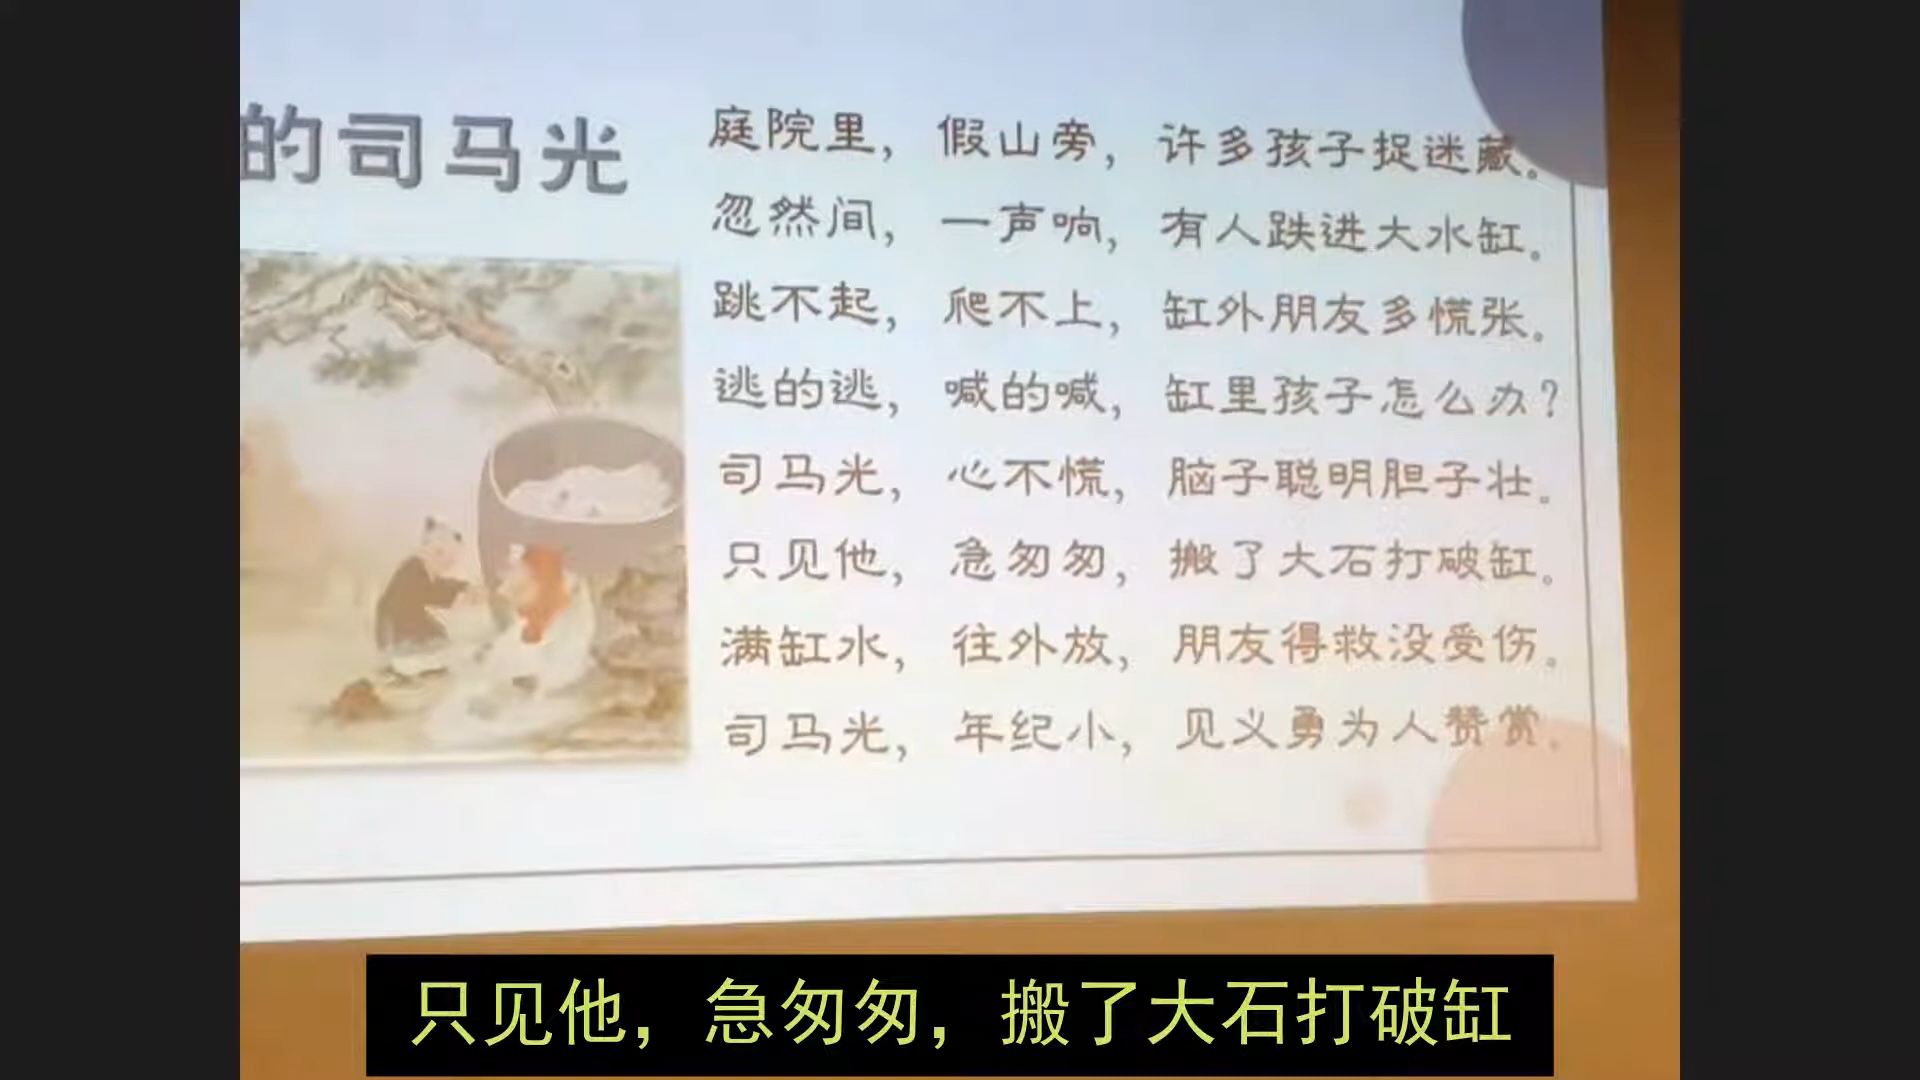 的司马光
庭院里，假山旁，许多孩子捉迷藏。
忽然间，一声响，有人跌进大水缸。
跳不起，爬不上，缸外朋友多慌张。
逃的逃，喊的喊，缸里孩子怎么办？
司马光，心不慌，脑子聪明胆子壮。
只见他，急匆匆，搬了大石打破缸。
满缸水，往外放，朋友得救没受伤。
司马光，年纪小，见义勇为人赞赏。
只见他，急匆匆，搬了大石打破缸